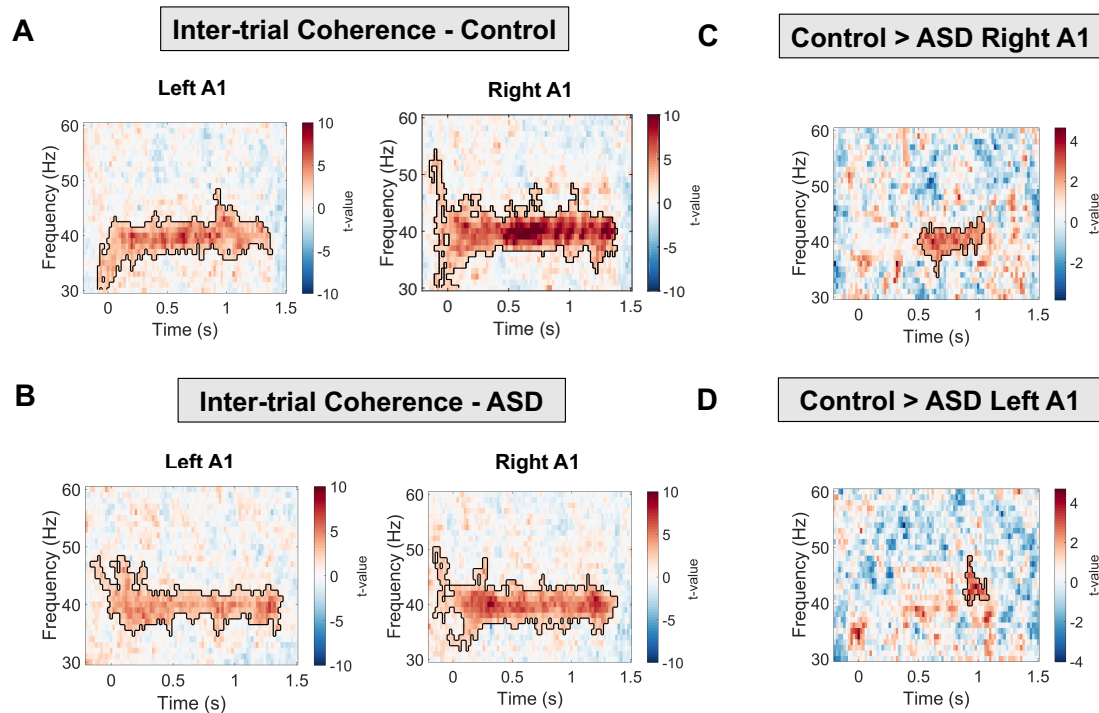 A
Inter-trial Coherence - Control
Left A1
Frequency (Hz)
60
50
40
30
0
0.5
1
1.5
Time (s)
10
5
0
-5
-10
t-value
Right A1
Frequency (Hz)
60
50
40
30
0
0.5
1
1.5
Time (s)
10
5
0
-5
-10
t-value
C
Control > ASD Right A1
Frequency (Hz)
60
50
40
30
0
0.5
1
1.5
Time (s)
4
2
0
-2
t-value
B
Inter-trial Coherence - ASD
Left A1
Frequency (Hz)
60
50
40
30
0
0.5
1
1.5
Time (s)
10
5
0
-5
-10
t-value
Right A1
Frequency (Hz)
60
50
40
30
0
0.5
1
1.5
Time (s)
10
5
0
-5
-10
t-value
D
Control > ASD Left A1
Frequency (Hz)
60
50
40
30
0
0.5
1
1.5
Time (s)
4
2
0
-2
-4
t-value